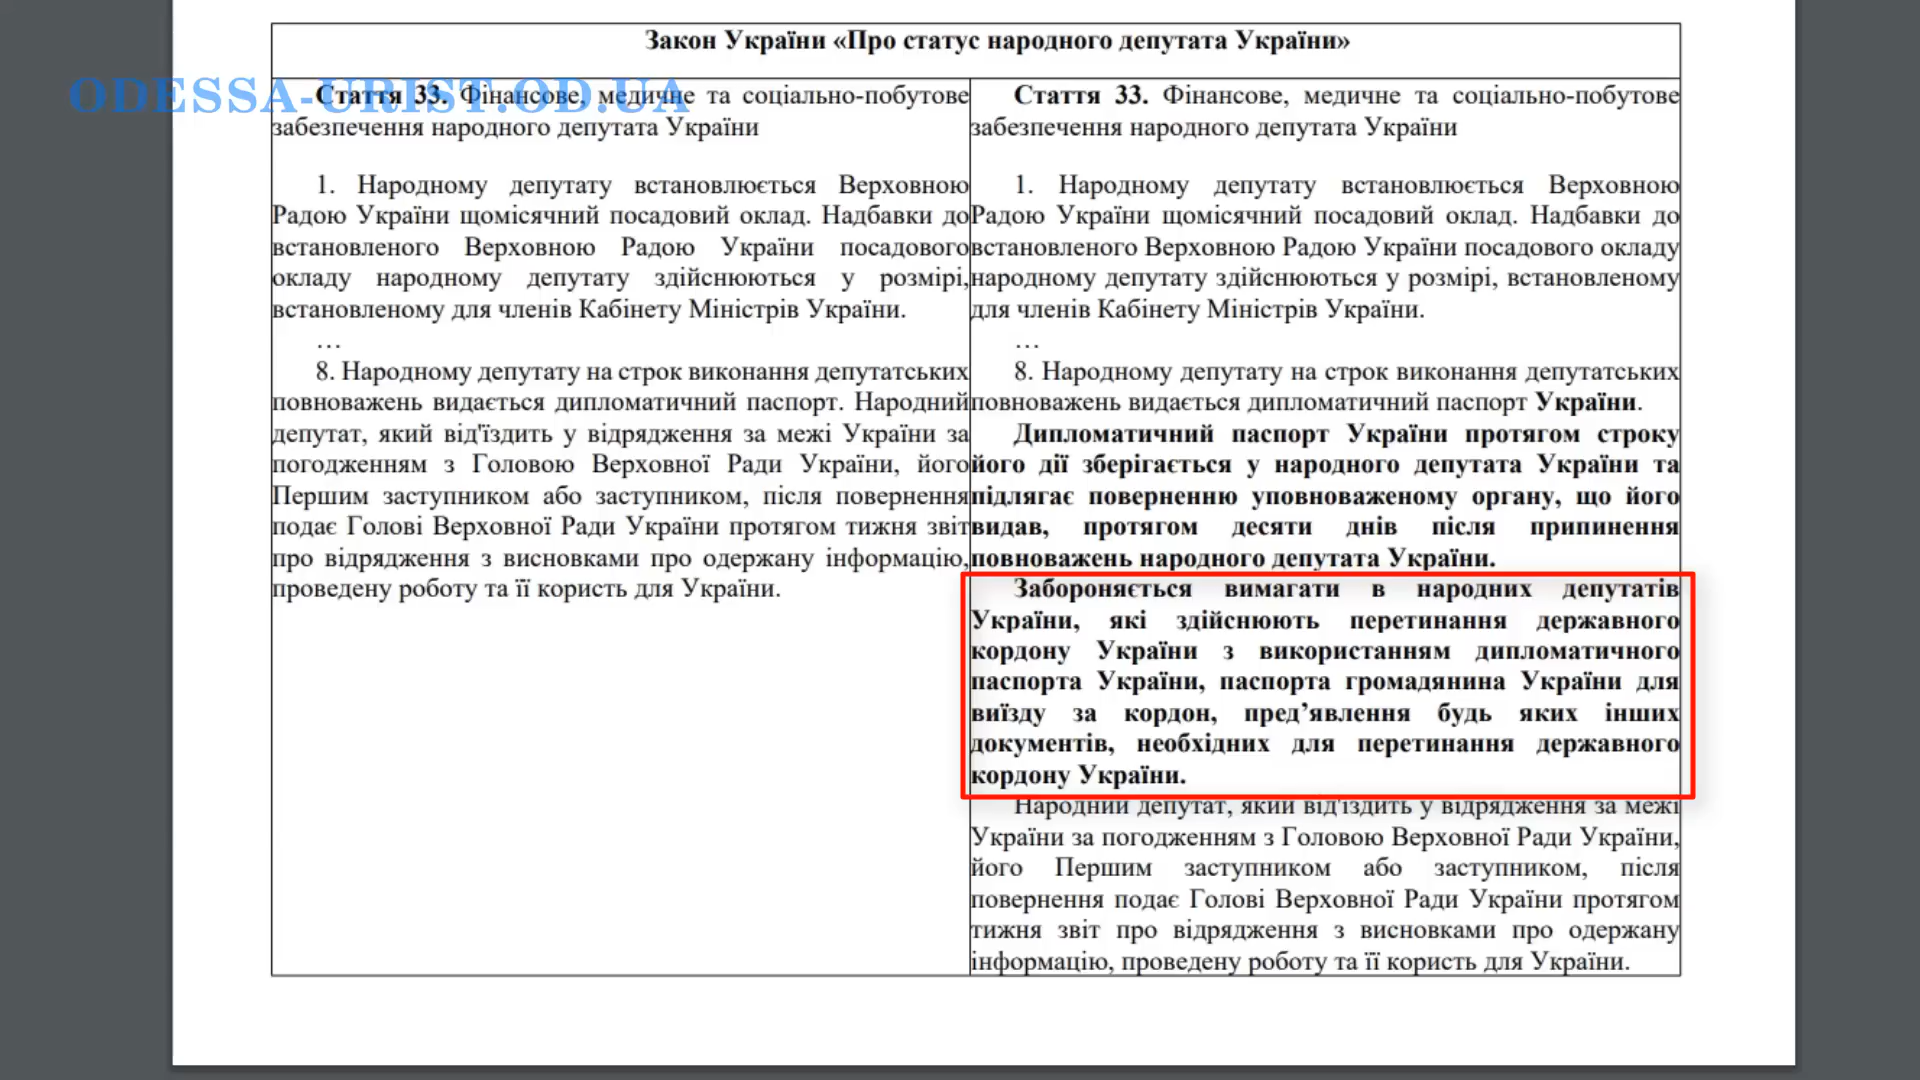 Закон України «Про статус народного депутата України»
ODESSA-URIST.OD.UA
Стаття 33. Фінансове, медичне та соціально-побутове
забезпечення народного депутата України
1. Народному депутату встановлюється Верховною
Радою України щомісячний посадовий оклад. Надбавки до
встановленого Верховною Радою України посадового
окладу народному депутату здійснюються у розмірі,
встановленому для членів Кабінету Міністрів України.
…
8. Народному депутату на строк виконання депутатських
повноважень видається дипломатичний паспорт. Народний
депутат, який від'їздить у відрядження за межі України за
погодженням з Головою Верховної Ради України, його
Першим заступником або заступником, після повернення
подає Голові Верховної Ради України протягом тижня звіт
про відрядження з висновками про одержану інформацію,
проведену роботу та її користь для України.
Стаття 33. Фінансове, медичне та соціально-побутове
забезпечення народного депутата України
1. Народному депутату встановлюється Верховною
Радою України щомісячний посадовий оклад. Надбавки до
встановленого Верховною Радою України посадового окладу
народному депутату здійснюються у розмірі, встановленому
для членів Кабінету Міністрів України.
…
8. Народному депутату на строк виконання депутатських
повноважень видається дипломатичний паспорт України.
Дипломатичний паспорт України протягом строку
його дії зберігається у народного депутата України та
підлягає поверненню уповноваженому органу, що його
видав, протягом десяти днів після припинення
повноважень народного депутата України.
Забороняється вимагати в народних депутатів
України, які здійснюють перетинання державного
кордону України з використанням дипломатичного
паспорта України, паспорта громадянина України для
виїзду за кордон, пред’явлення будь яких інших
документів, необхідних для перетинання державного
кордону України.
Народний депутат, який від'їздить у відрядження за межі
України за погодженням з Головою Верховної Ради України,
його Першим заступником або заступником, після
повернення подає Голові Верховної Ради України протягом
тижня звіт про відрядження з висновками про одержану
інформацію, проведену роботу та її користь для України.